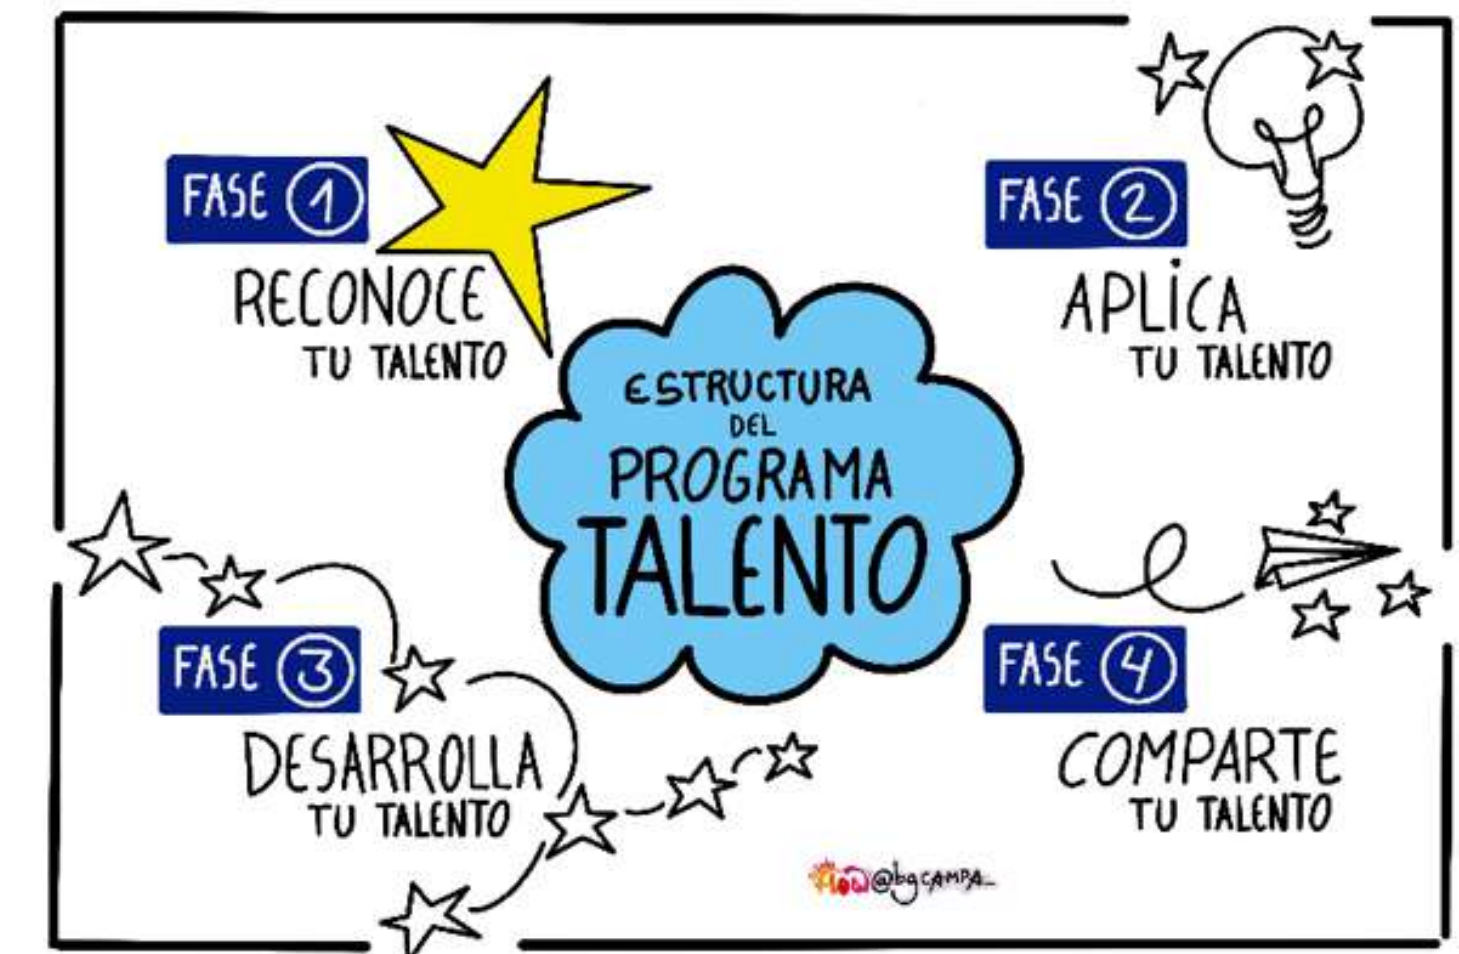 FASE 1
RECONOCE
TU TALENTO
FASE 2
APLICA
TU TALENTO
ESTRUCTURA
DEL
PROGRAMA
TALENTO
FASE 3
DESARROLLA
TU TALENTO
FASE 4
COMPARTE
TU TALENTO
@bgCAMPA_